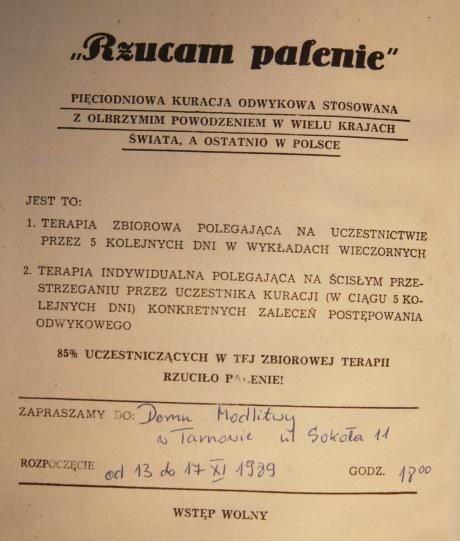 „Rzucam palenie”
PIĘCIODNIOWA KURACJA ODWYKOWA STOSOWANA
Z OLBRZYMIM POWODZENIEM W WIELU KRAJACH
ŚWIATA, A OSTATNIO W POLSCE
JEST TO:
1. TERAPIA ZBIOROWA POLEGAJĄCA NA UCZESTNICTWIE
PRZEZ 5 KOLEJNYCH DNI W WYKŁADACH WIECZORNYCH
2. TERAPIA INDYWIDUALNA POLEGAJĄCA NA ŚCISŁYM PRZE-
STRZEGANIU PRZEZ UCZESTNIKA KURACJI (W CIĄGU 5 KO-
LEJNYCH DNI) KONKRETNYCH ZALECEŃ POSTĘPOWANIA
ODWYKOWEGO
85% UCZESTNICZĄCYCH W TEJ ZBIOROWEJ TERAPII
RZUCIŁO PALENIE!
ZAPRASZAMY DO: Domu Modlitwy
w Tarnowie ul Sokoła 11
ROZPOCZĘCIE od 13 do 17 XI 1989 GODZ. 18⁰⁰
WSTĘP WOLNY